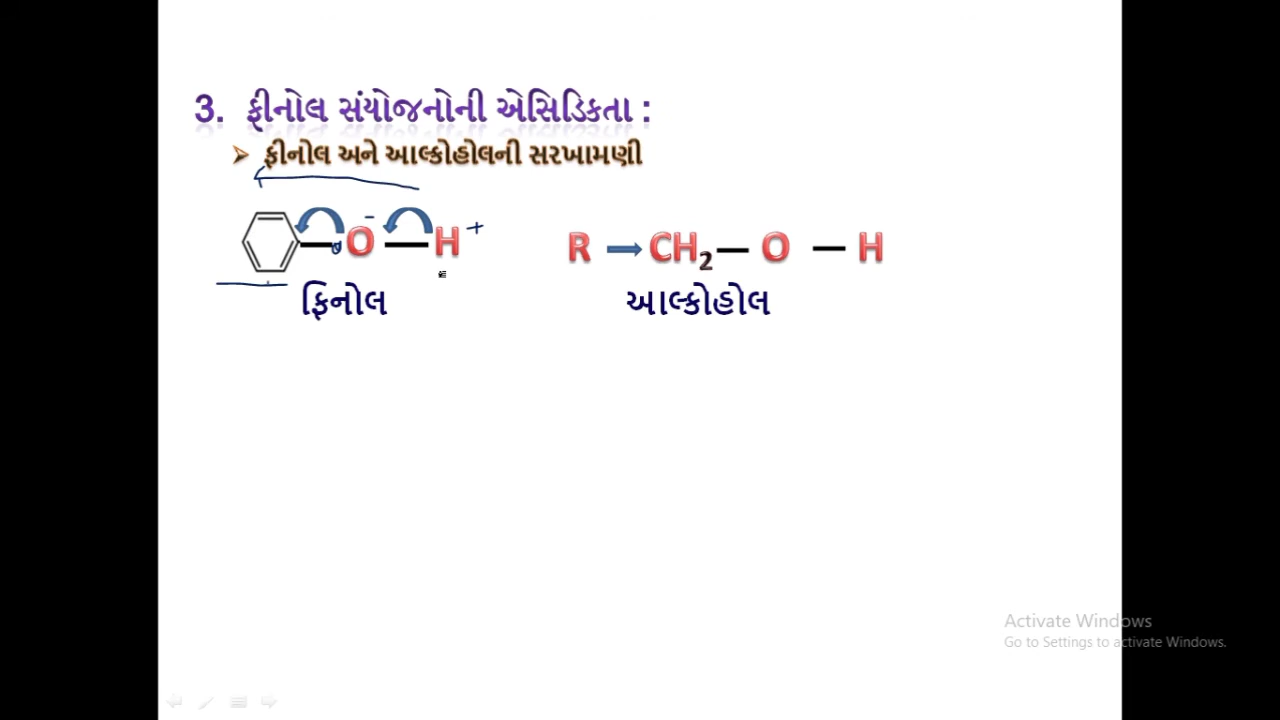 3. ફીનોલ સંયોજનોની એસિડિકતા :
➢ ફીનોલ અને આલ્કોહોલની સરખામણી
O⁻ — H +
R → CH₂ — O — H
ફિનોલ
આલ્કોહોલ
Activate Windows
Go to Settings to activate Windows.